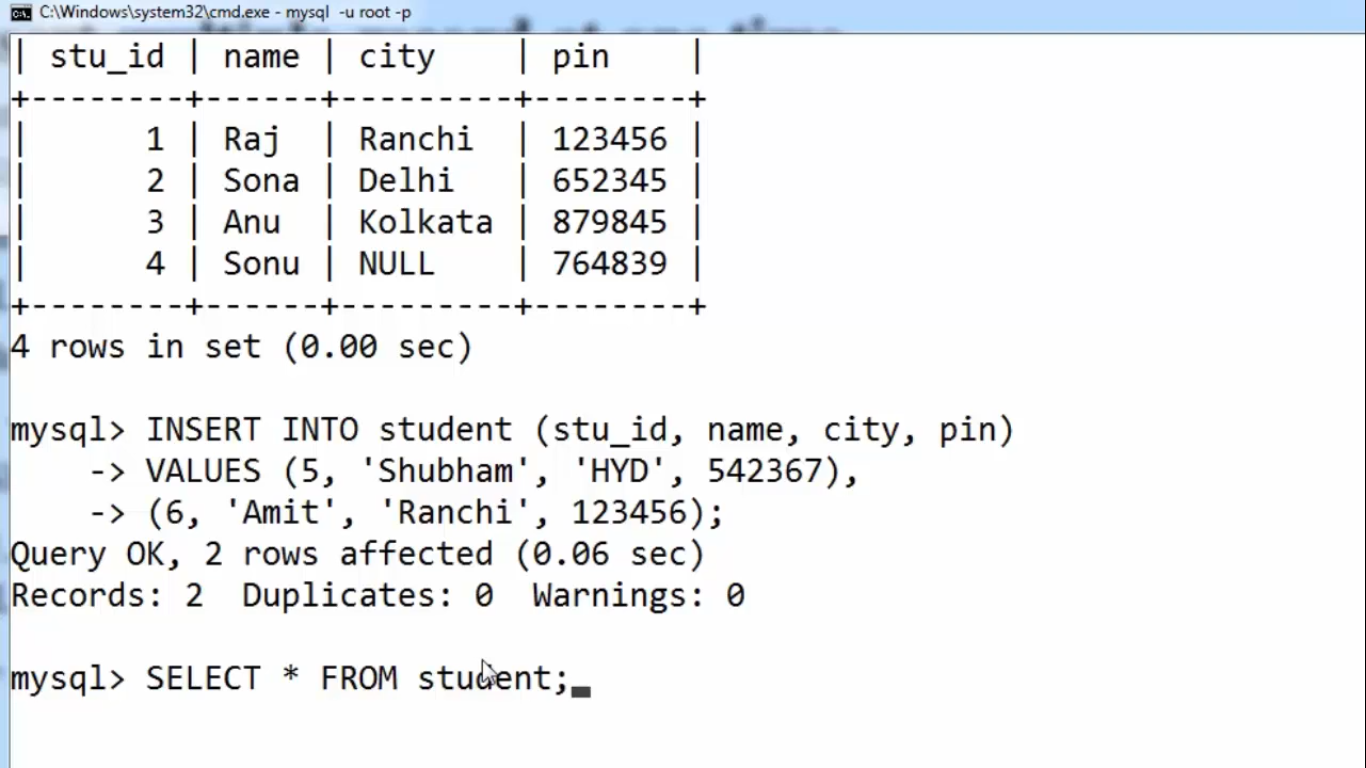 C:\Windows\system32\cmd.exe - mysql -u root -p
| stu_id | name | city    | pin    |
+--------+------+---------+--------+
|      1 | Raj  | Ranchi  | 123456 |
|      2 | Sona | Delhi   | 652345 |
|      3 | Anu  | Kolkata | 879845 |
|      4 | Sonu | NULL    | 764839 |
+--------+------+---------+--------+
4 rows in set (0.00 sec)
mysql> INSERT INTO student (stu_id, name, city, pin)
    -> VALUES (5, 'Shubham', 'HYD', 542367),
    -> (6, 'Amit', 'Ranchi', 123456);
Query OK, 2 rows affected (0.06 sec)
Records: 2  Duplicates: 0  Warnings: 0
mysql> SELECT * FROM student;